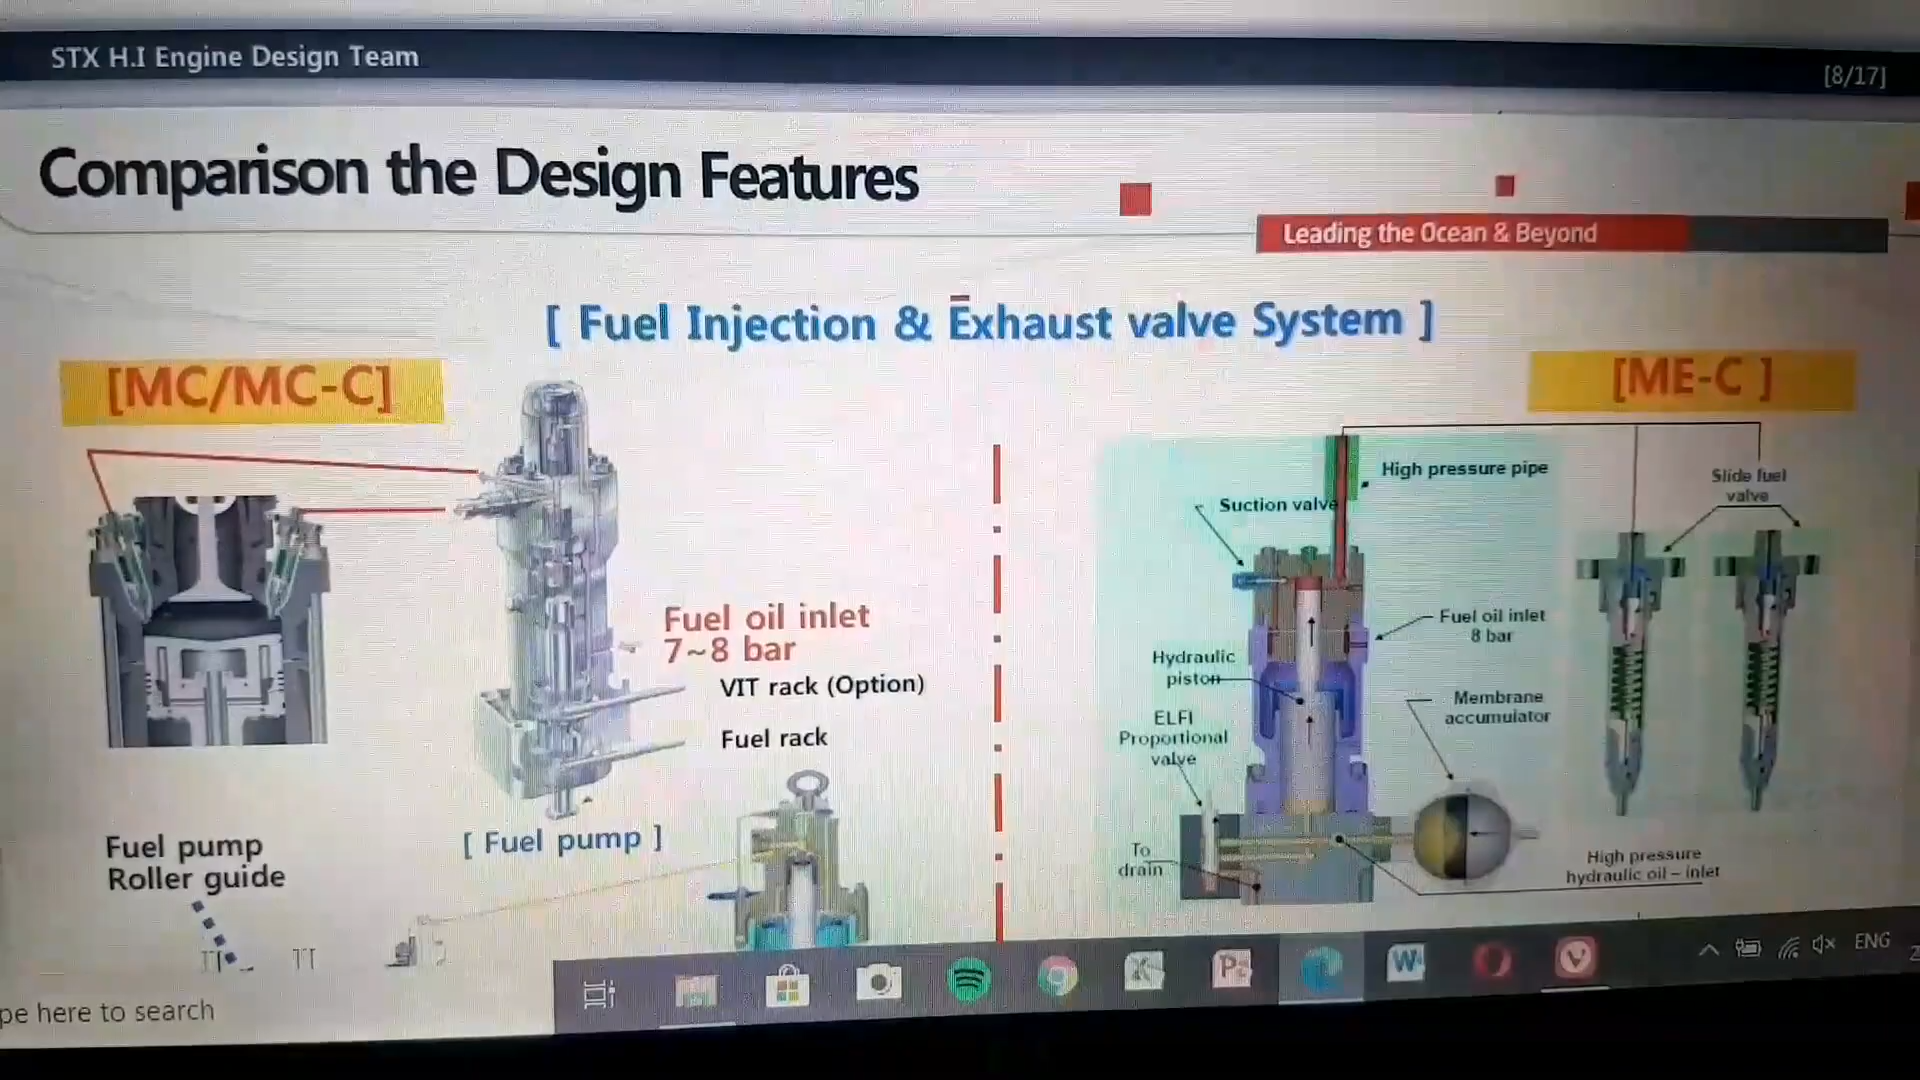 STX H.I Engine Design Team
[8/17]
Comparison the Design Features
Leading the Ocean & Beyond
[ Fuel Injection & Exhaust valve System ]
[MC/MC-C]
[ME-C ]
High pressure pipe
Slide fuel
valve
Suction valve
Fuel oil inlet
7~8 bar
Fuel oil inlet
8 bar
Hydraulic
piston
VIT rack (Option)
Membrane
accumulator
ELFI
Proportional
valve
Fuel rack
Fuel pump
Roller guide
[ Fuel pump ]
To
drain
High pressure
hydraulic oil – inlet
pe here to search
ENG